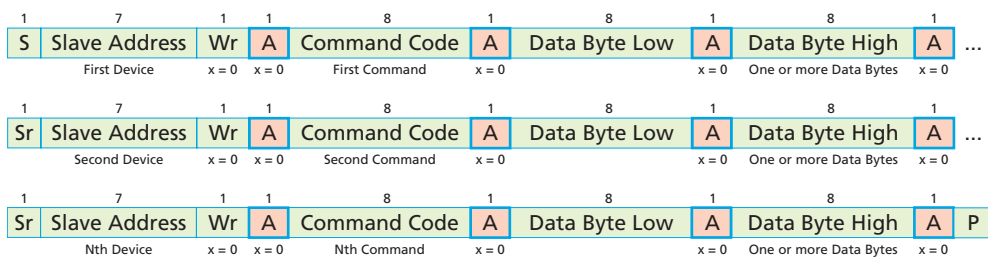 1 7 1 1 8 1 8 1 8 1
S Slave Address Wr A Command Code A Data Byte Low A Data Byte High A ...
First Device x = 0 x = 0 First Command x = 0 x = 0 One or more Data Bytes x = 0
1 7 1 1 8 1 8 1 8 1
Sr Slave Address Wr A Command Code A Data Byte Low A Data Byte High A ...
Second Device x = 0 x = 0 Second Command x = 0 x = 0 One or more Data Bytes x = 0
1 7 1 1 8 1 8 1 8 1
Sr Slave Address Wr A Command Code A Data Byte Low A Data Byte High A P
Nth Device x = 0 x = 0 Nth Command x = 0 x = 0 One or more Data Bytes x = 0